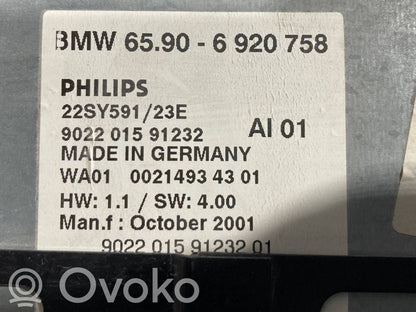 BMW 65.90 - 6 920 758
PHILIPS
22SY591/23E
9022 015 91232 AI 01
MADE IN GERMANY
WA01 0021493 43 01
HW: 1.1 / SW: 4.00
Man.f : October 2001
9022 015 91232 01
Ovoko